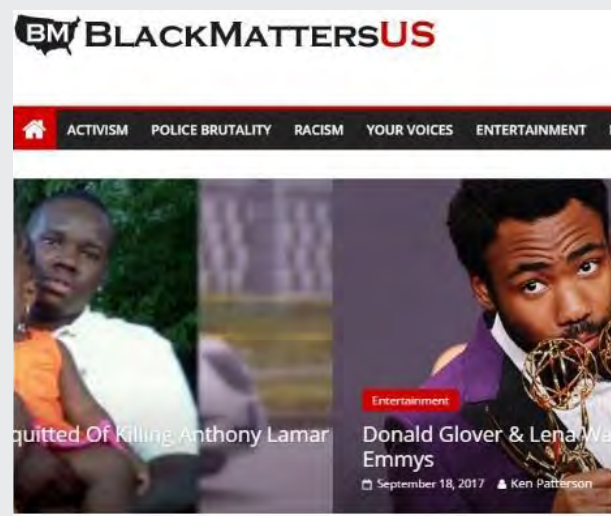 BM BLACKMATTERSUS
ACTIVISM POLICE BRUTALITY RACISM YOUR VOICES ENTERTAINMENT
quitted Of Killing Anthony Lamar
Entertainment
Donald Glover & Lena Wa
Emmys
September 18, 2017 Ken Patterson